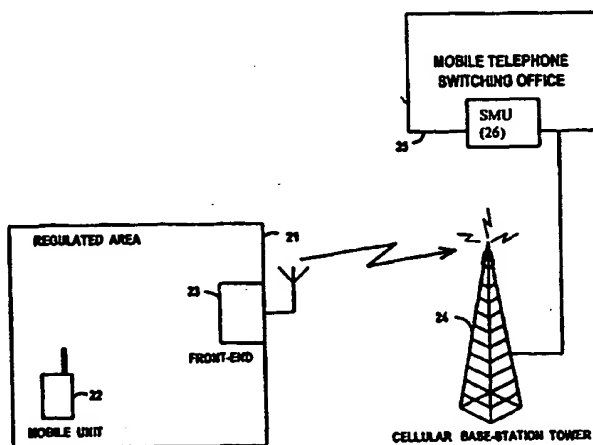 MOBILE TELEPHONE
SWITCHING OFFICE
SMU
(26)
25
REGULATED AREA
21
23
FRONT-END
24
22
MOBILE UNIT
CELLULAR BASE-STATION TOWER